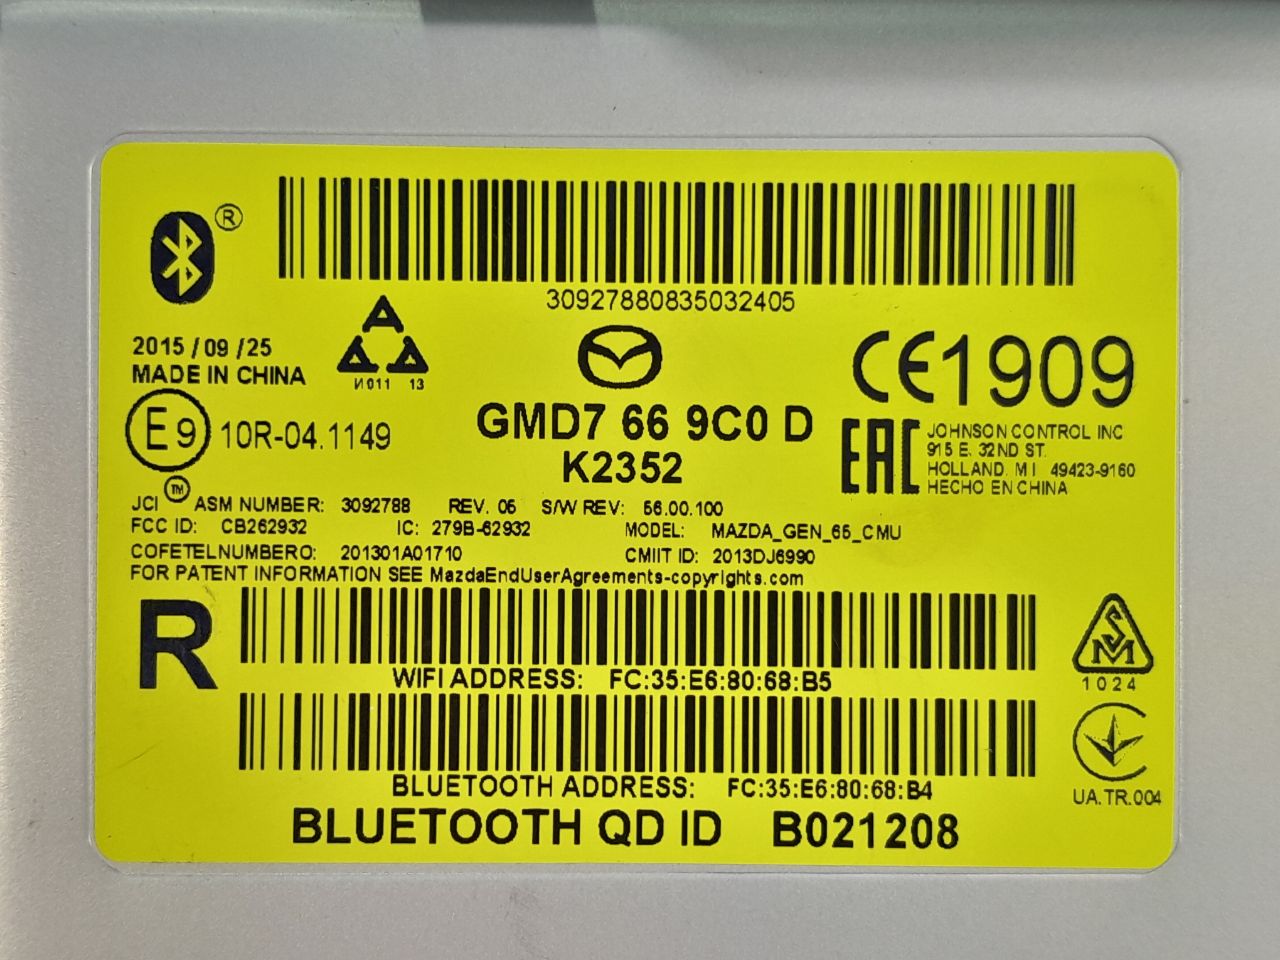 ®
30927880835032405
2015/09/25
MADE IN CHINA
N011 13
CE1909
E9 10R-04.1149
GMD7 66 9C0 D
K2352
EAC
JOHNSON CONTROL INC
915 E. 32ND ST.
HOLLAND, MI 49423-9160
HECHO EN CHINA
JCI ™ ASM NUMBER: 3092788 REV. 05 S/W REV: 56.00.100
FCC ID: CB262932 IC: 279B-62932 MODEL: MAZDA_GEN_65_CMU
COFETELNUMBERO: 201301A01710 CMIIT ID: 2013DJ6990
FOR PATENT INFORMATION SEE MazdaEndUserAgreements-copyrights.com
R
WIFI ADDRESS: FC:35:E6:80:68:B5
1024
BLUETOOTH ADDRESS: FC:35:E6:80:68:B4
UA.TR.004
BLUETOOTH QD ID B021208